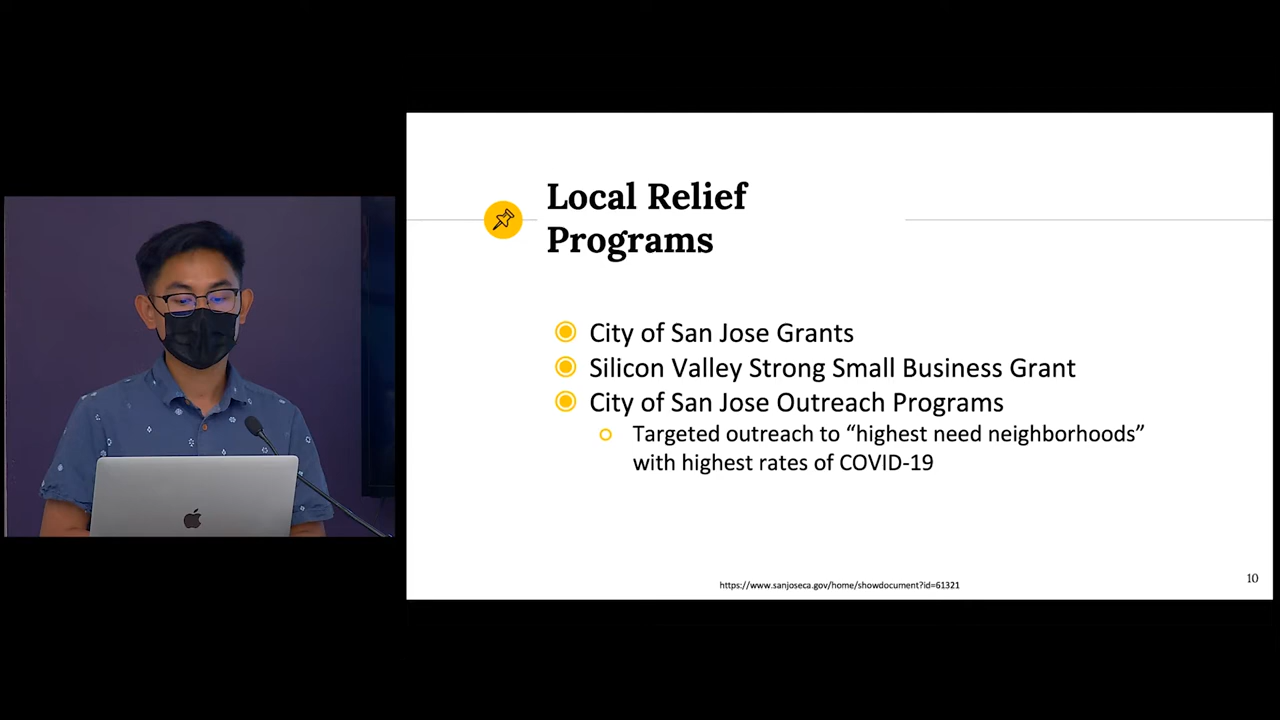 Local Relief
Programs
City of San Jose Grants
Silicon Valley Strong Small Business Grant
City of San Jose Outreach Programs
Targeted outreach to “highest need neighborhoods”
with highest rates of COVID-19
https://www.sanjoseca.gov/home/showdocument?id=61321
10